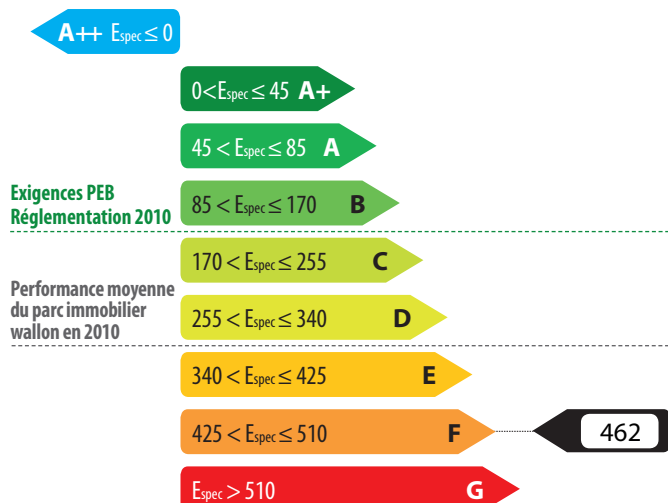 A++ Espec ≤ 0
0<Espec ≤ 45 A+
45 < Espec ≤ 85 A
Exigences PEB
Réglementation 2010
85 < Espec ≤ 170 B
170 < Espec ≤ 255 C
Performance moyenne
du parc immobilier
wallon en 2010
255 < Espec ≤ 340 D
340 < Espec ≤ 425 E
425 < Espec ≤ 510 F
462
Espec > 510 G